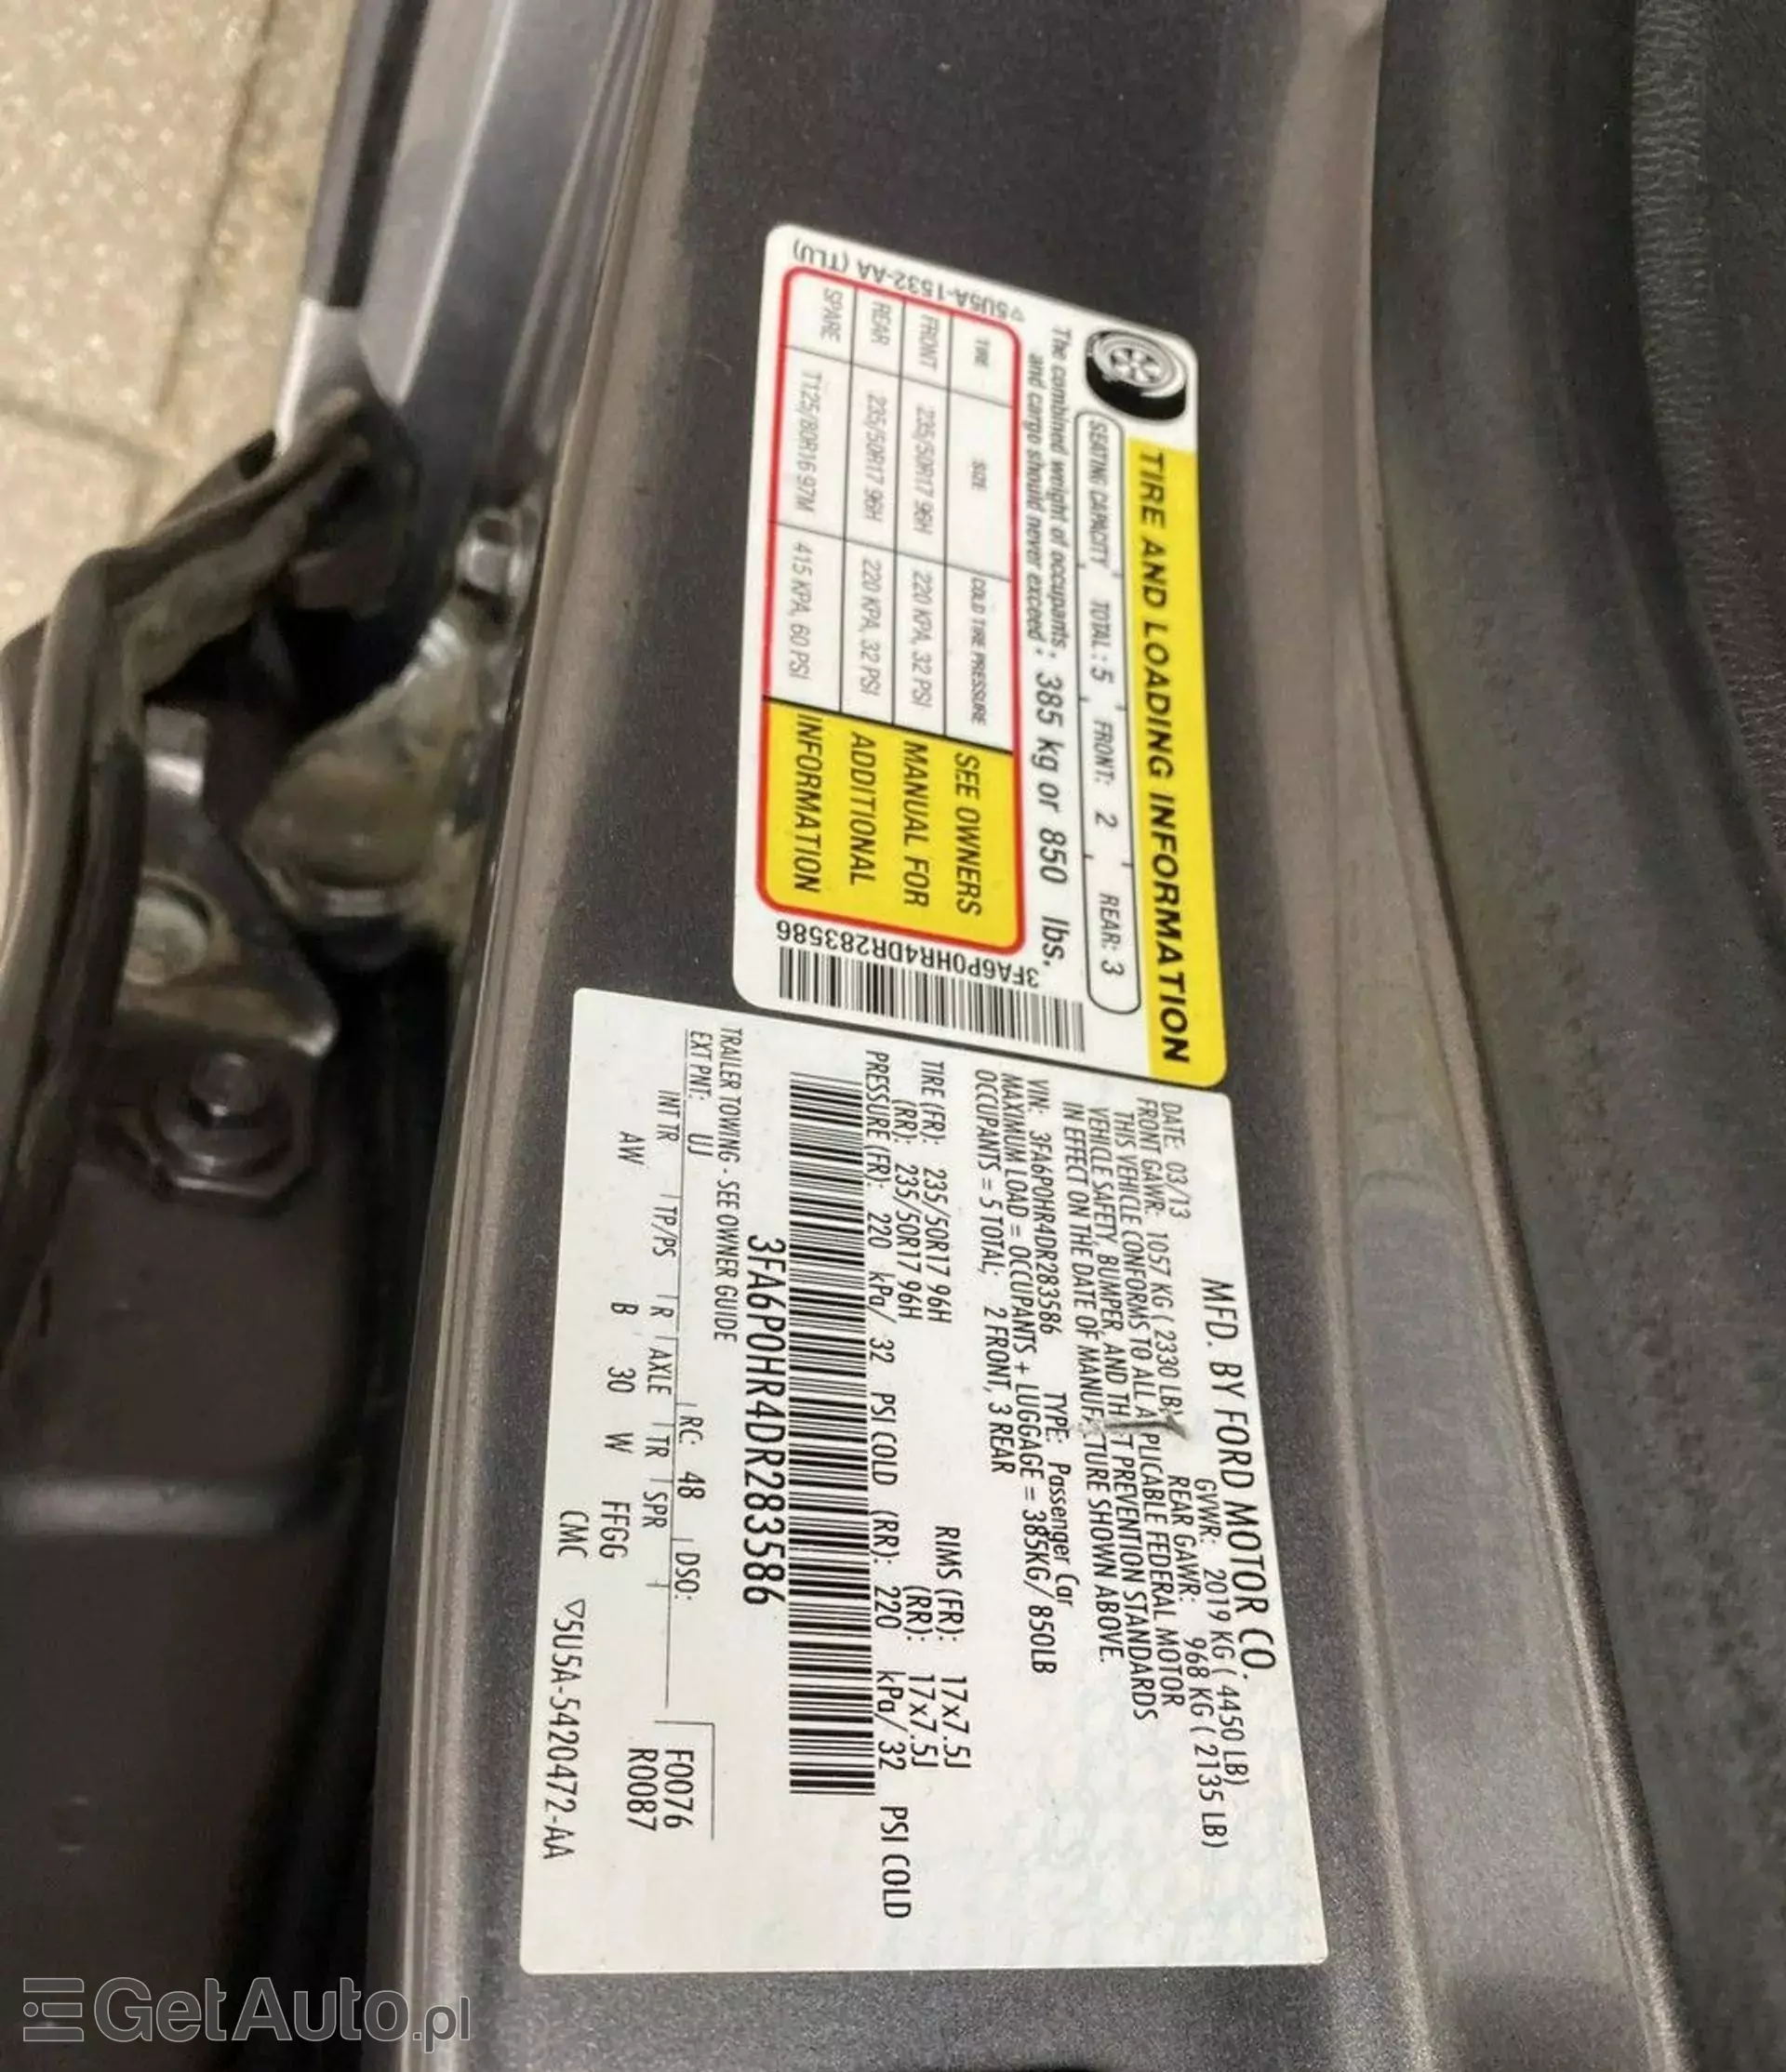 TIRE AND LOADING INFORMATION
SEATING CAPACITY TOTAL: 5 FRONT: 2 REAR: 3
The combined weight of occupants
and cargo should never exceed : 385 kg or 850 lbs.
TIRE SIZE COLD TIRE PRESSURE
FRONT 235/50R17 96H 220 KPA, 32 PSI
REAR 235/50R17 96H 220 KPA, 32 PSI
SPARE T125/80R16 97M 415 KPA, 60 PSI
SEE OWNERS
MANUAL FOR
ADDITIONAL
INFORMATION
▽5U5A-1532-AA (TLU)
3FA6P0HR4DR283586
MFD. BY FORD MOTOR CO.
DATE: 03/13 GVWR: 2019 KG ( 4450 LB)
FRONT GAWR: 1057 KG ( 2330 LB) REAR GAWR: 968 KG ( 2135 LB)
THIS VEHICLE CONFORMS TO ALL PLICABLE FEDERAL MOTOR
VEHICLE SAFETY, BUMPER, AND TH T PREVENTION STANDARDS
IN EFFECT ON THE DATE OF MANUF TURE SHOWN ABOVE.
VIN: 3FA6P0HR4DR283586 TYPE: Passenger Car
MAXIMUM LOAD = OCCUPANTS + LUGGAGE = 385KG/ 850LB
OCCUPANTS = 5 TOTAL; 2 FRONT, 3 REAR
TIRE (FR): 235/50R17 96H RIMS (FR): 17x7.5J
(RR): 235/50R17 96H (RR): 17x7.5J
PRESSURE (FR): 220 kPa/ 32 PSI COLD (RR): 220 kPa/ 32 PSI COLD
3FA6P0HR4DR283586
TRAILER TOWING - SEE OWNER GUIDE
EXT PNT: UJ RC: 48 DSO:
INT TR TP/PS R AXLE TR SPR
AW B 30 W FFGG
F0076
R0087
CMC ▽5U5A-5420472-AA
GetAuto.pl